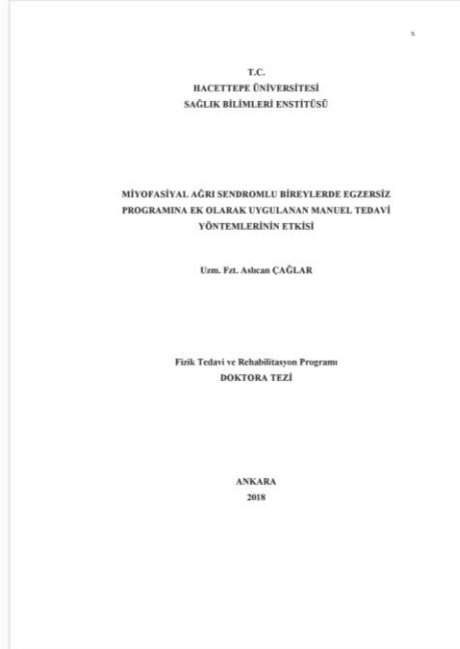 x
T.C.
HACETTEPE ÜNİVERSİTESİ
SAĞLIK BİLİMLERİ ENSTİTÜSÜ
MİYOFASİYAL AĞRI SENDROMLU BİREYLERDE EGZERSİZ
PROGRAMINA EK OLARAK UYGULANAN MANUEL TEDAVİ
YÖNTEMLERİNİN ETKİSİ
Uzm. Fzt. Aslıcan ÇAĞLAR
Fizik Tedavi ve Rehabilitasyon Programı
DOKTORA TEZİ
ANKARA
2018